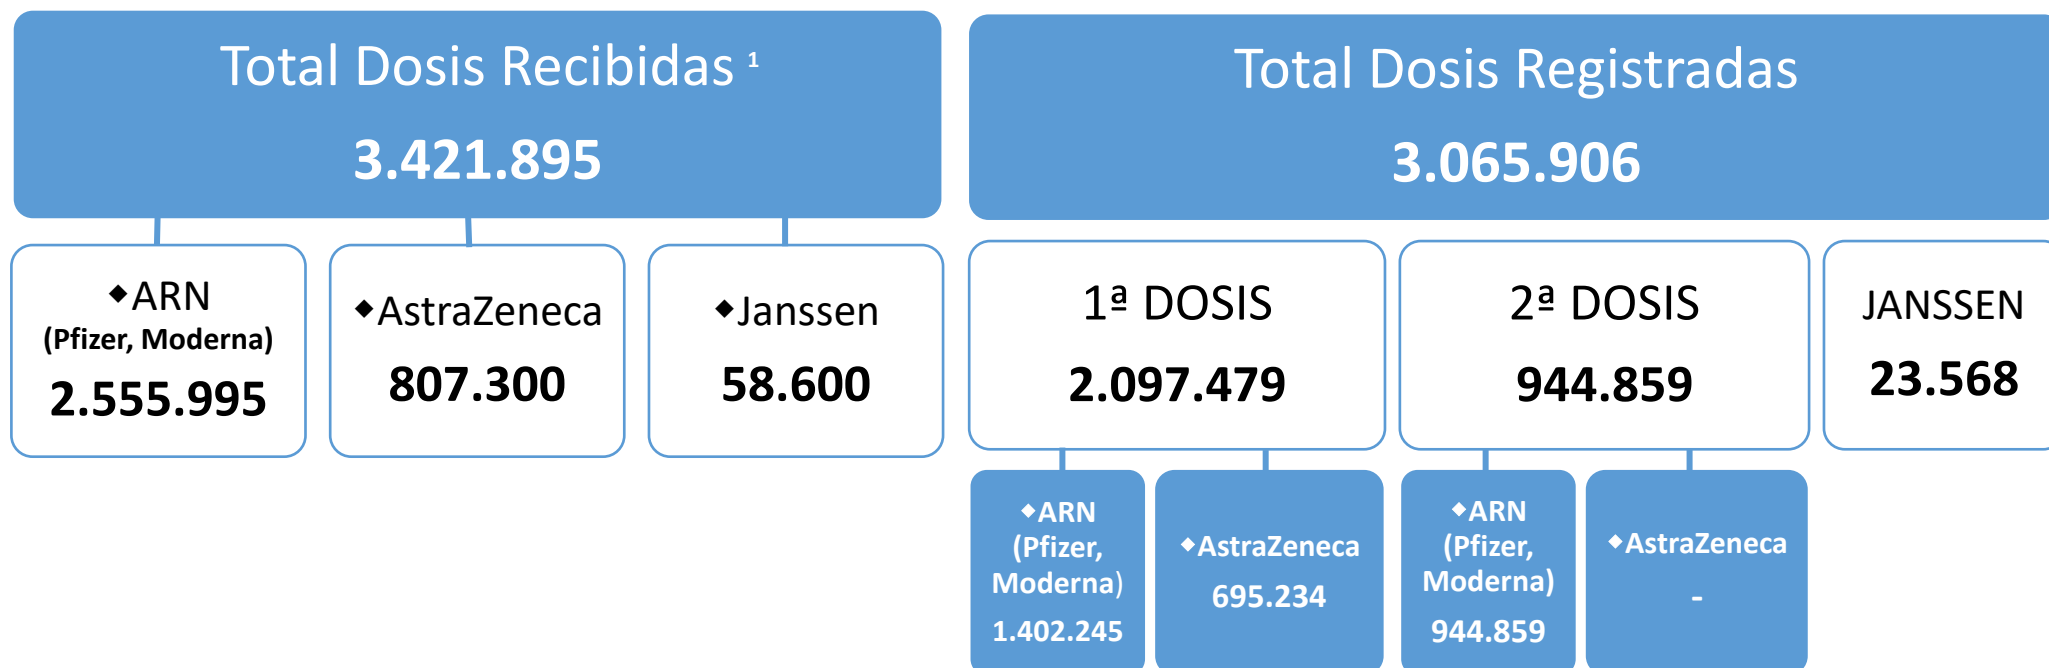 Total Dosis Recibidas ¹
3.421.895
◆ARN
(Pfizer, Moderna)
2.555.995
◆AstraZeneca
807.300
◆Janssen
58.600
Total Dosis Registradas
3.065.906
1ª DOSIS
2.097.479
◆ARN
(Pfizer,
Moderna)
1.402.245
◆AstraZeneca
695.234
2ª DOSIS
944.859
◆ARN
(Pfizer,
Moderna)
944.859
◆AstraZeneca
-
JANSSEN
23.568